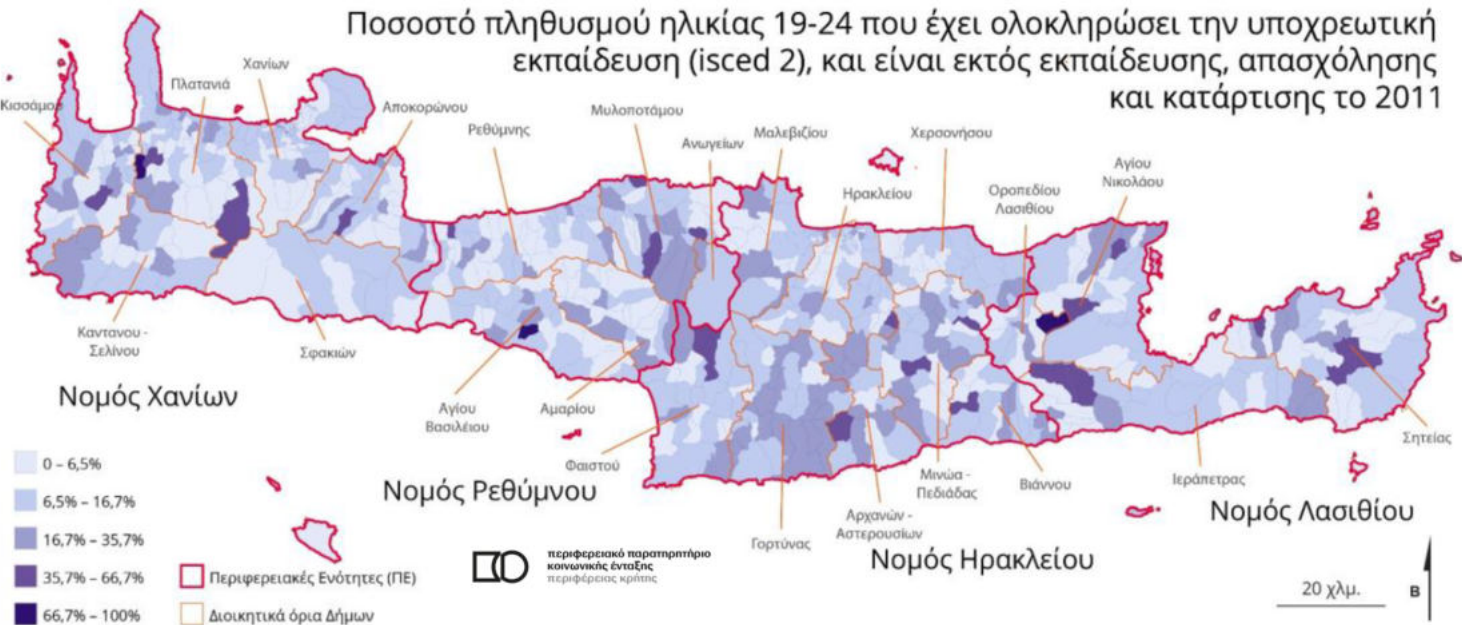 Ποσοστό πληθυσμού ηλικίας 19-24 που έχει ολοκληρώσει την υποχρεωτική
εκπαίδευση (isced 2), και είναι εκτός εκπαίδευσης, απασχόλησης
και κατάρτισης το 2011
Κισσάμου
Πλατανιά
Χανίων
Αποκορώνου
Ρεθύμνης
Μυλοποτάμου
Ανωγείων
Μαλεβιζίου
Ηρακλείου
Χερσονήσου
Οροπεδίου
Λασιθίου
Αγίου
Νικολάου
Καντανου -
Σελίνου
Σφακιών
Αγίου
Βασιλείου
Αμαρίου
Φαιστού
Γορτύνας
Αρχανών -
Αστερουσίων
Μινώα -
Πεδιάδας
Βιάννου
Ιεράπετρας
Σητείας
Νομός Χανίων
Νομός Ρεθύμνου
Νομός Ηρακλείου
Νομός Λασιθίου
0 – 6,5%
6,5% – 16,7%
16,7% – 35,7%
35,7% – 66,7%
66,7% – 100%
Περιφερειακές Ενότητες (ΠΕ)
Διοικητικά όρια Δήμων
περιφερειακό παρατηρητήριο
κοινωνικής ένταξης
περιφέρειας κρήτης
20 χλμ.
Β